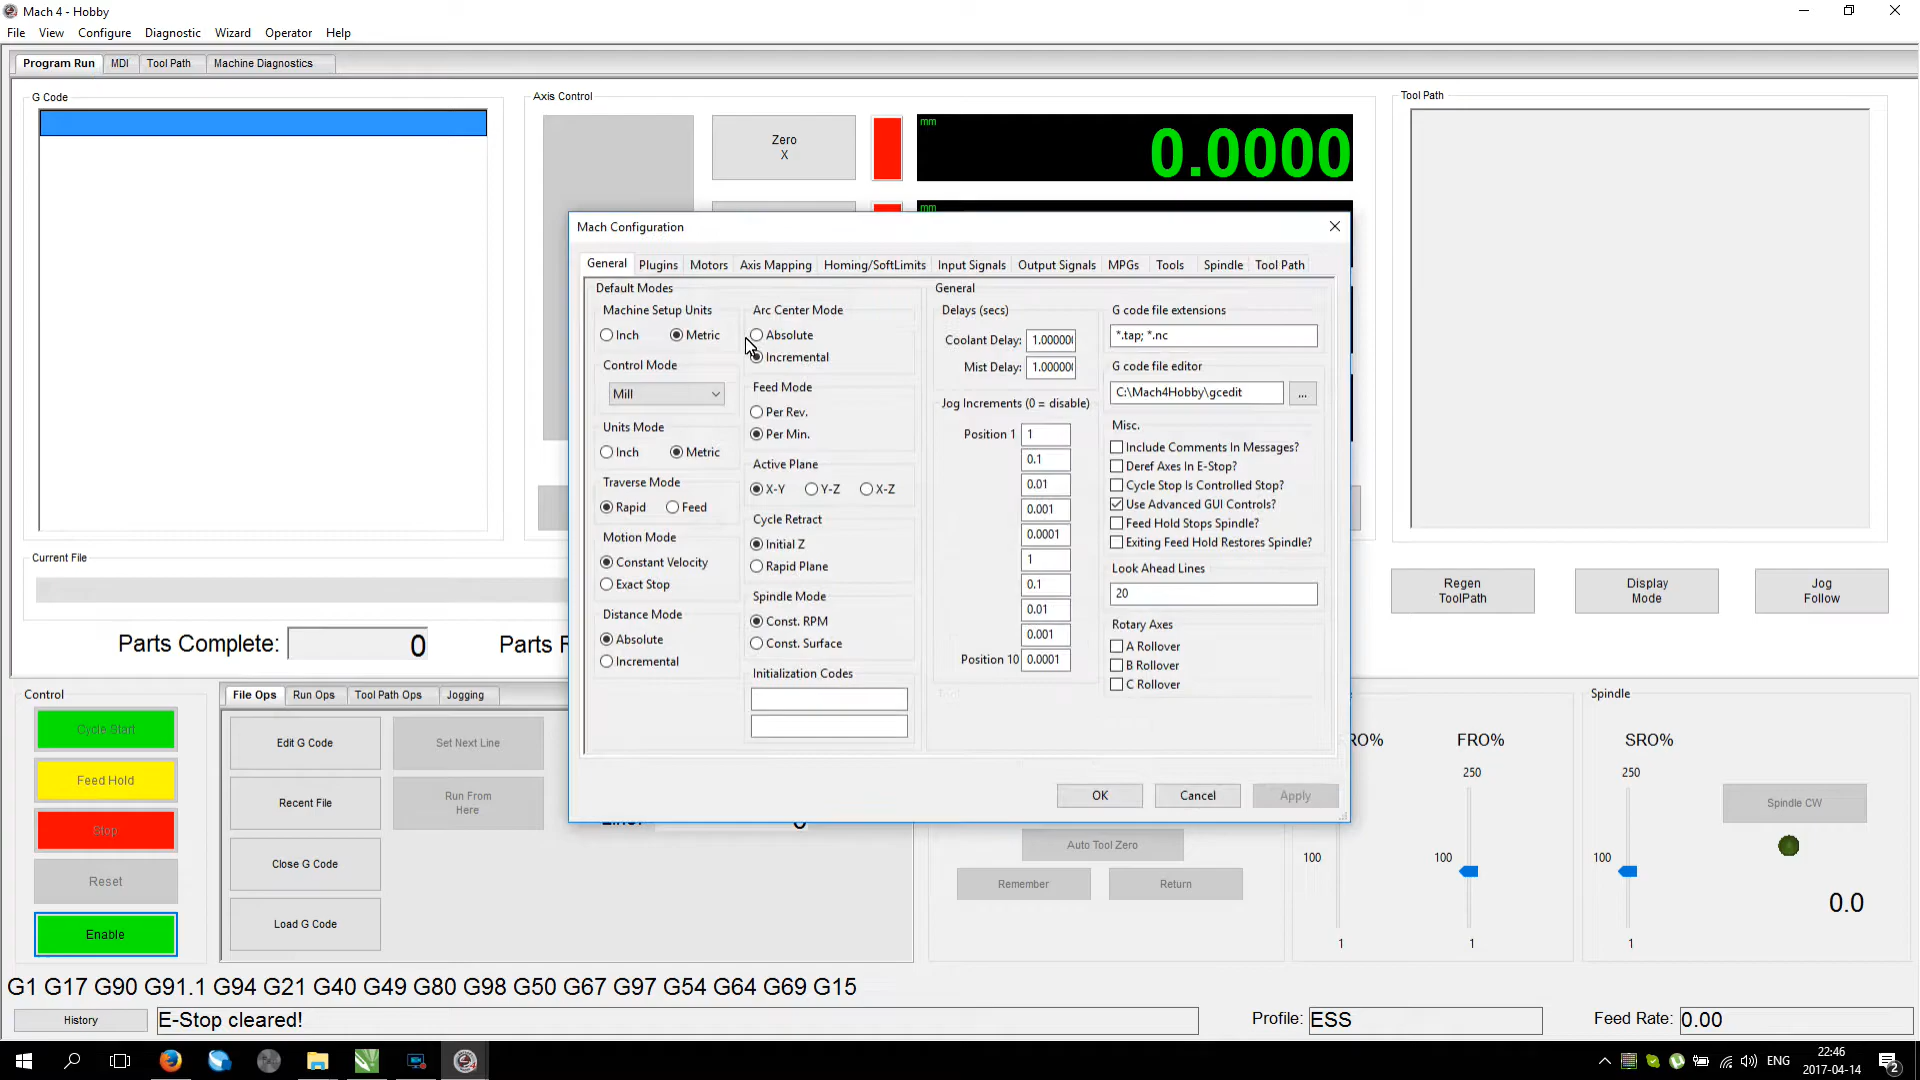 Mach 4 - Hobby
File View Configure Diagnostic Wizard Operator Help
Program Run MDI Tool Path Machine Diagnostics
G Code
Axis Control
Tool Path
Zero
X
mm
0.0000
mm
Mach Configuration
General Plugins Motors Axis Mapping Homing/SoftLimits Input Signals Output Signals MPGs Tools Spindle Tool Path
Default Modes
Machine Setup Units
Inch Metric
Control Mode
Mill
Units Mode
Inch Metric
Traverse Mode
Rapid Feed
Motion Mode
Constant Velocity
Exact Stop
Distance Mode
Absolute
Incremental
Arc Center Mode
Absolute
Incremental
Feed Mode
Per Rev.
Per Min.
Active Plane
X-Y Y-Z X-Z
Cycle Retract
Initial Z
Rapid Plane
Spindle Mode
Const. RPM
Const. Surface
Initialization Codes
General
Delays (secs)
Coolant Delay: 1.00000
Mist Delay: 1.00000
Jog Increments (0 = disable)
Position 1 1
0.1
0.01
0.001
0.0001
1
0.1
0.01
0.001
Position 10 0.0001
G code file extensions
*.tap; *.nc
G code file editor
C:\Mach4Hobby\gcedit ...
Misc.
Include Comments In Messages?
Deref Axes In E-Stop?
Cycle Stop Is Controlled Stop?
Use Advanced GUI Controls?
Feed Hold Stops Spindle?
Exiting Feed Hold Restores Spindle?
Look Ahead Lines
20
Rotary Axes
A Rollover
B Rollover
C Rollover
OK Cancel Apply
Current File
Parts Complete: 0
Parts
Regen
ToolPath
Display
Mode
Jog
Follow
Control
Cycle Start
Feed Hold
Stop
Reset
Enable
File Ops Run Ops Tool Path Ops Jogging
Edit G Code
Set Next Line
Recent File
Run From
Here
Close G Code
Load G Code
Auto Tool Zero
Remember Return
RO%
100
1
FRO%
250
100
1
Spindle
SRO%
250
100
1
Spindle CW
0.0
G1 G17 G90 G91.1 G94 G21 G40 G49 G80 G98 G50 G67 G97 G54 G64 G69 G15
History E-Stop cleared! Profile: ESS Feed Rate: 0.00
ENG
22:46
2017-04-14
2